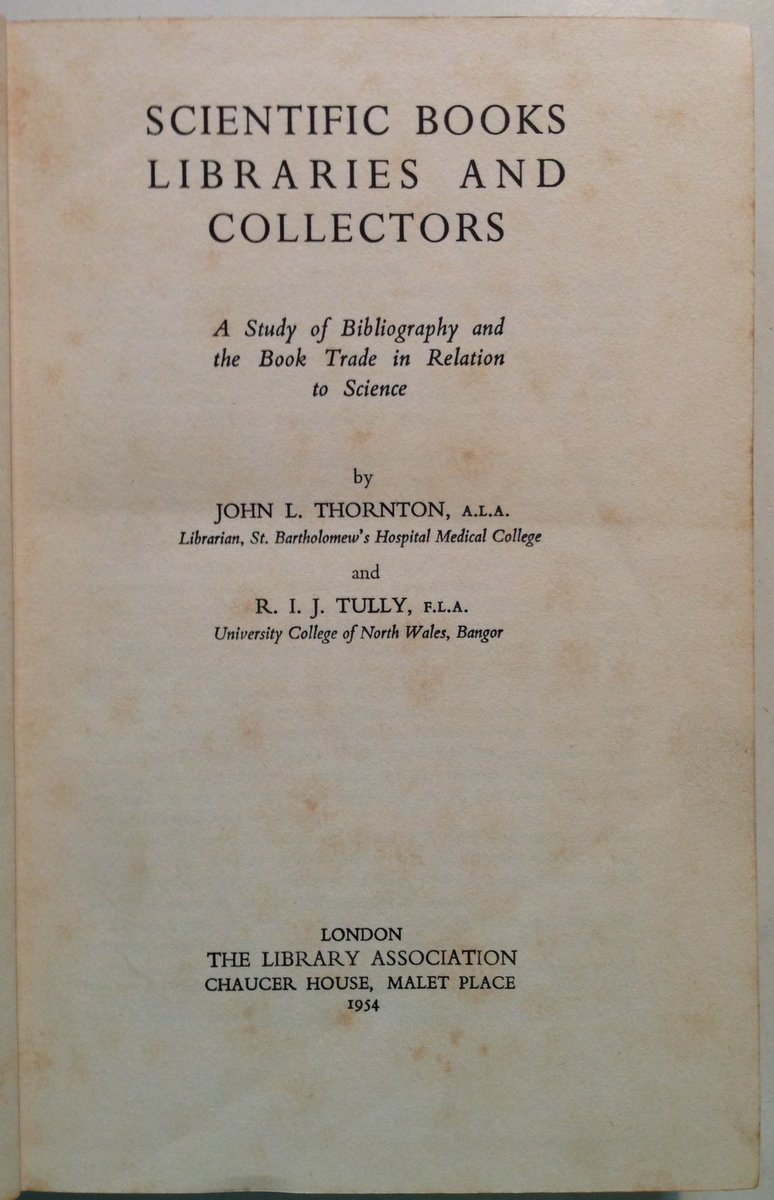 SCIENTIFIC BOOKS
LIBRARIES AND
COLLECTORS
A Study of Bibliography and
the Book Trade in Relation
to Science
by
JOHN L. THORNTON, A.L.A.
Librarian, St. Bartholomew's Hospital Medical College
and
R. I. J. TULLY, F.L.A.
University College of North Wales, Bangor
LONDON
THE LIBRARY ASSOCIATION
CHAUCER HOUSE, MALET PLACE
1954